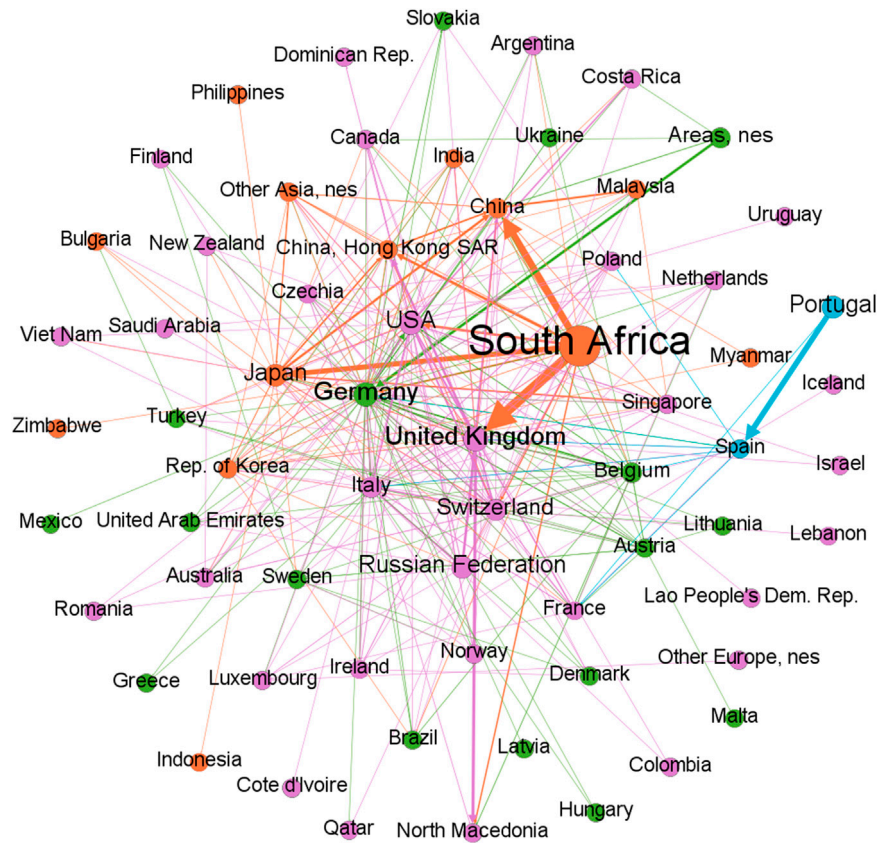 Slovakia
Argentina
Dominican Rep.
Costa Rica
Philippines
Canada
Ukraine
Areas, nes
Finland
India
Other Asia, nes
Malaysia
China
Uruguay
Bulgaria
New Zealand
China, Hong Kong SAR
Poland
Netherlands
Czechia
Portugal
USA
Viet Nam
Saudi Arabia
South Africa
Myanmar
Japan
Iceland
Germany
Singapore
Zimbabwe
Turkey
United Kingdom
Spain
Rep. of Korea
Belgium
Israel
Italy
Switzerland
Mexico
United Arab Emirates
Lithuania
Lebanon
Austria
Russian Federation
Australia
Sweden
Lao People's Dem. Rep.
Romania
France
Norway
Other Europe, nes
Greece
Luxembourg
Ireland
Denmark
Malta
Brazil
Latvia
Indonesia
Colombia
Cote d'Ivoire
Hungary
Qatar
North Macedonia